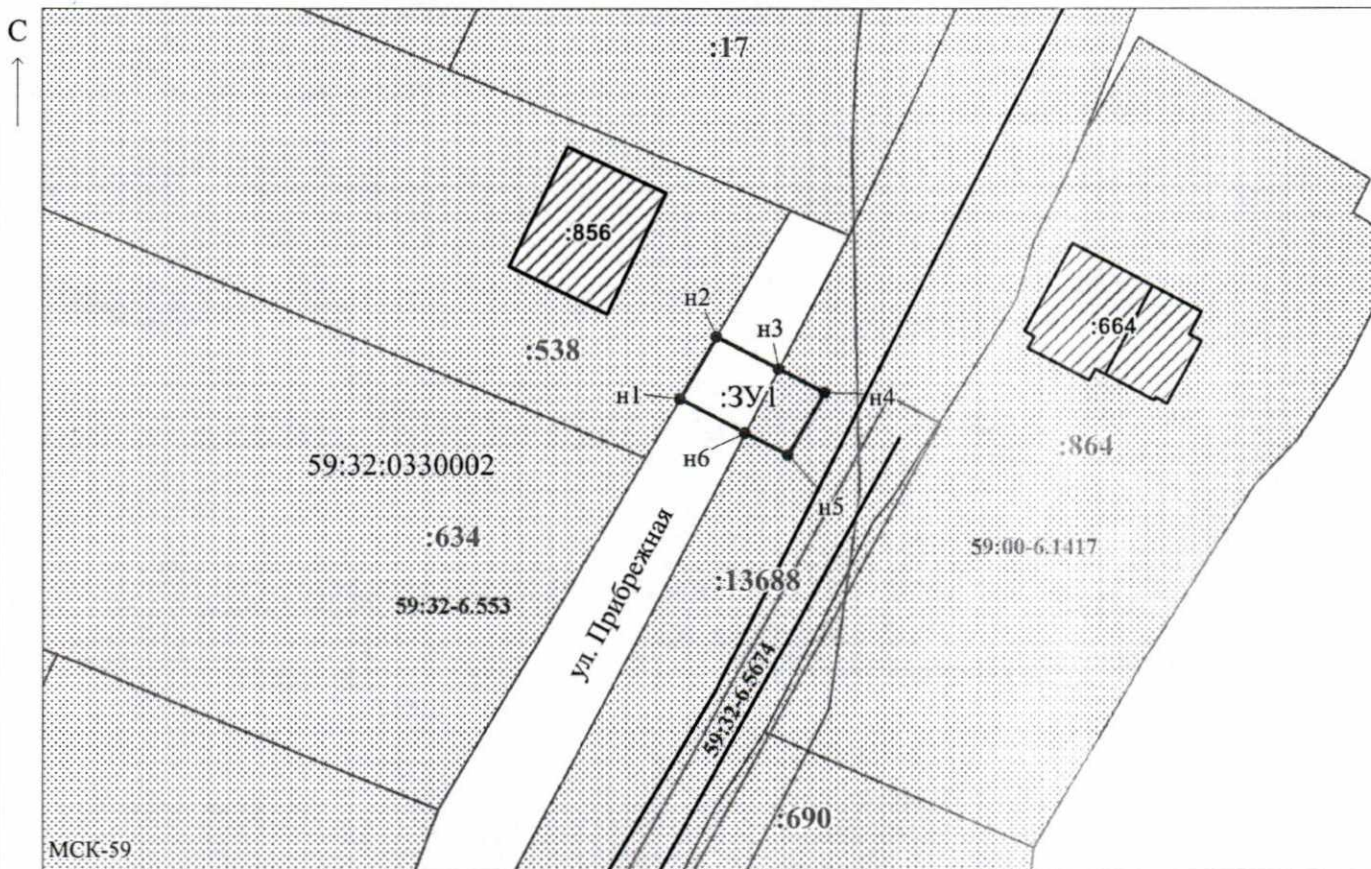 С
:17
:856
н2
н3
:538
:664
н1
:ЗУ1
н4
н6
:864
59:32:0330002
н5
:634
59:00-6.1417
:13688
59:32-6.553
ул. Прибрежная
59:32-6.5674
:690
МСК-59